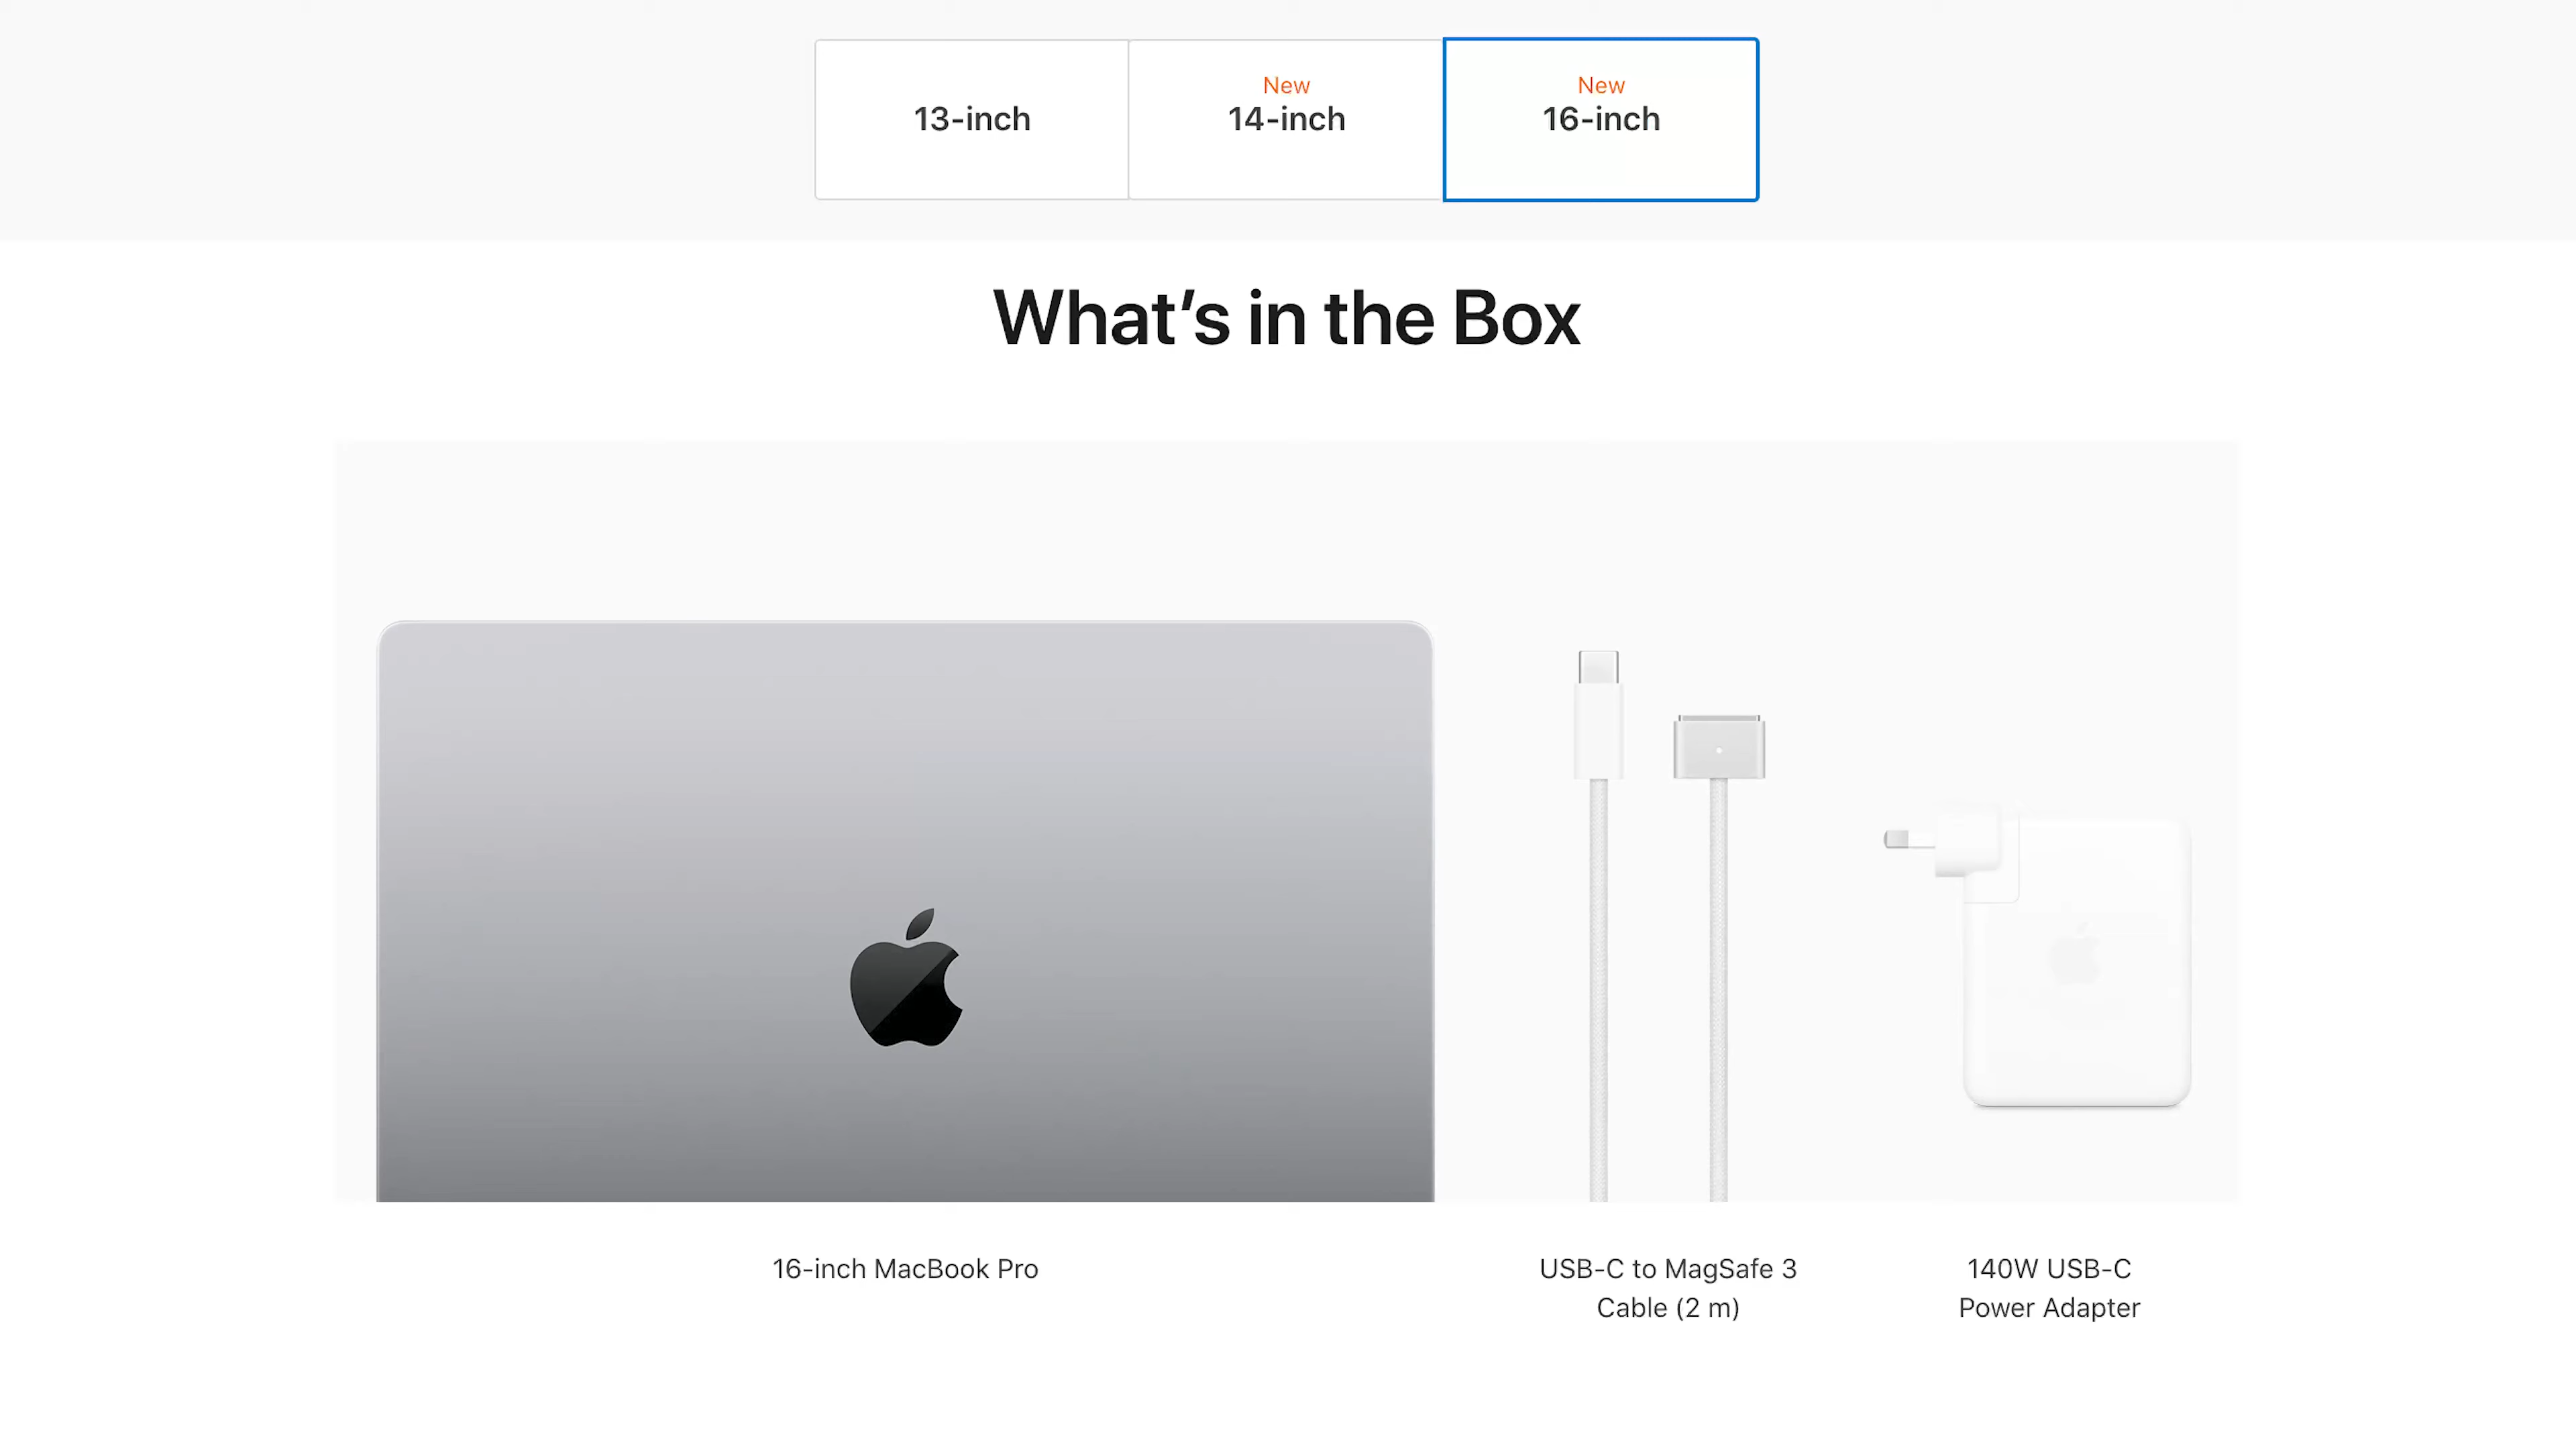 13-inch
New
14-inch
New
16-inch
What’s in the Box
16-inch MacBook Pro
USB-C to MagSafe 3
Cable (2 m)
140W USB-C
Power Adapter